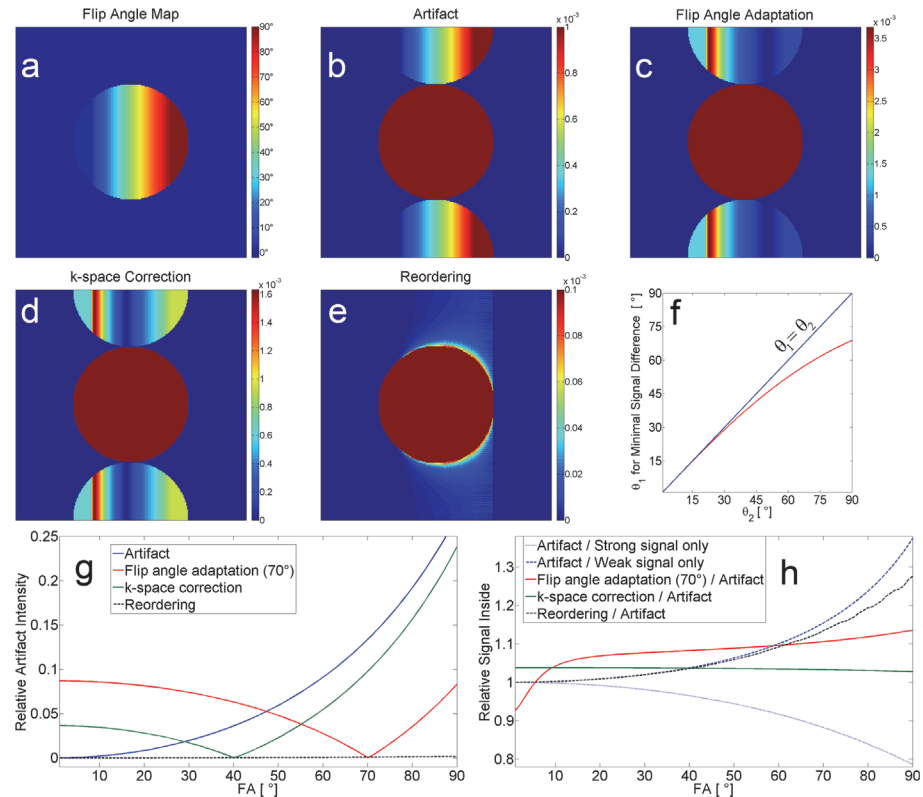 Flip Angle Map
Artifact
Flip Angle Adaptation
a
90°
80°
70°
60°
50°
40°
30°
20°
10°
0°
b
x 10⁻³
1
0.8
0.6
0.4
0.2
0
c
x 10⁻³
3.5
3
2.5
2
1.5
1
0.5
0
k-space Correction
Reordering
d
x 10⁻³
1.6
1.4
1.2
1
0.8
0.6
0.4
0.2
0
e
x 10⁻³
0.1
0.08
0.06
0.04
0.02
0
f
θ₁ = θ₂
θ₁ for Minimal Signal Difference [°]
90
75
60
45
30
15
15 30 45 60 75 90
θ₂ [°]
g
Artifact
Flip angle adaptation (70°)
k-space correction
Reordering
Relative Artifact Intensity
0.25
0.2
0.15
0.1
0.05
0
10 20 30 40 50 60 70 80 90
FA [°]
h
Artifact / Strong signal only
Artifact / Weak signal only
Flip angle adaptation (70°) / Artifact
k-space correction / Artifact
Reordering / Artifact
Relative Signal Inside
1.3
1.2
1.1
1
0.9
0.8
10 20 30 40 50 60 70 80 90
FA [°]